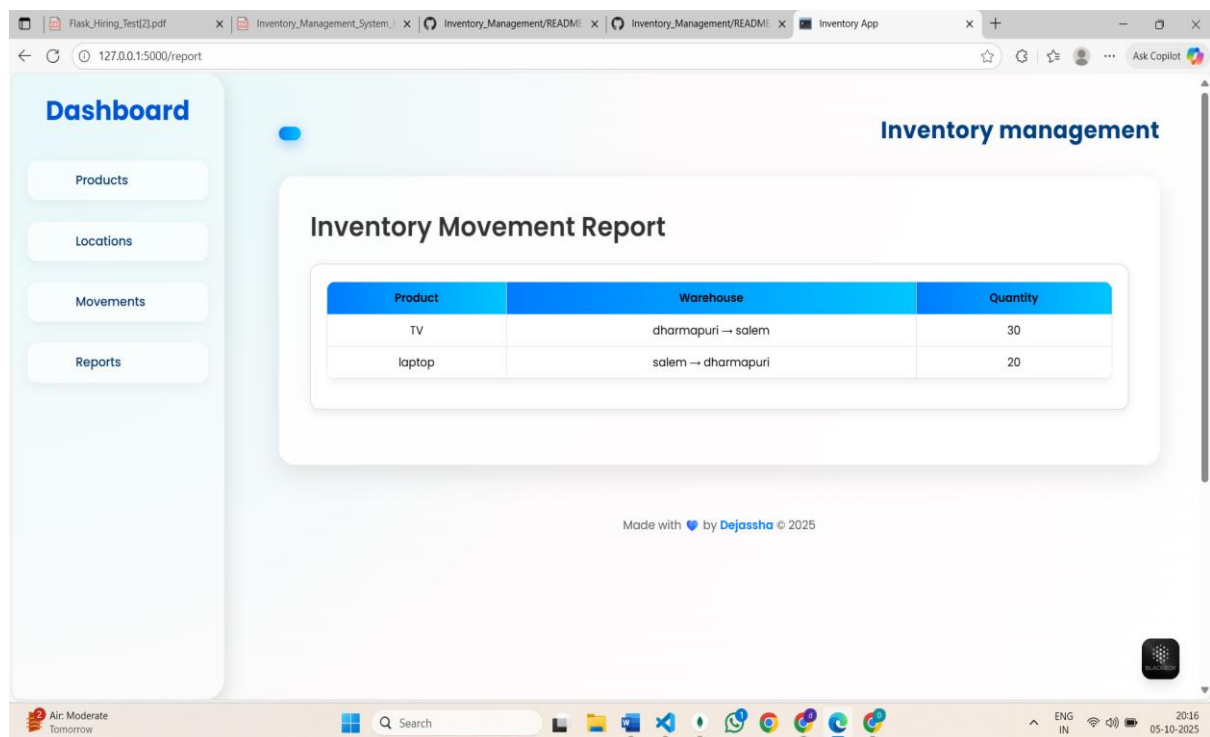 Flask_Hiring_Test[2].pdf
Inventory_Management_System_
Inventory_Management/README
Inventory_Management/README
Inventory App
127.0.0.1:5000/report
Ask Copilot
Dashboard
Products
Locations
Movements
Reports
Inventory management
Inventory Movement Report
Product Warehouse Quantity
TV dharmapuri → salem 30
laptop salem → dharmapuri 20
Made with 💙 by Dejassha © 2025
BLACKBOX
2
Air: Moderate
Tomorrow
Search
ENG
IN
20:16
05-10-2025